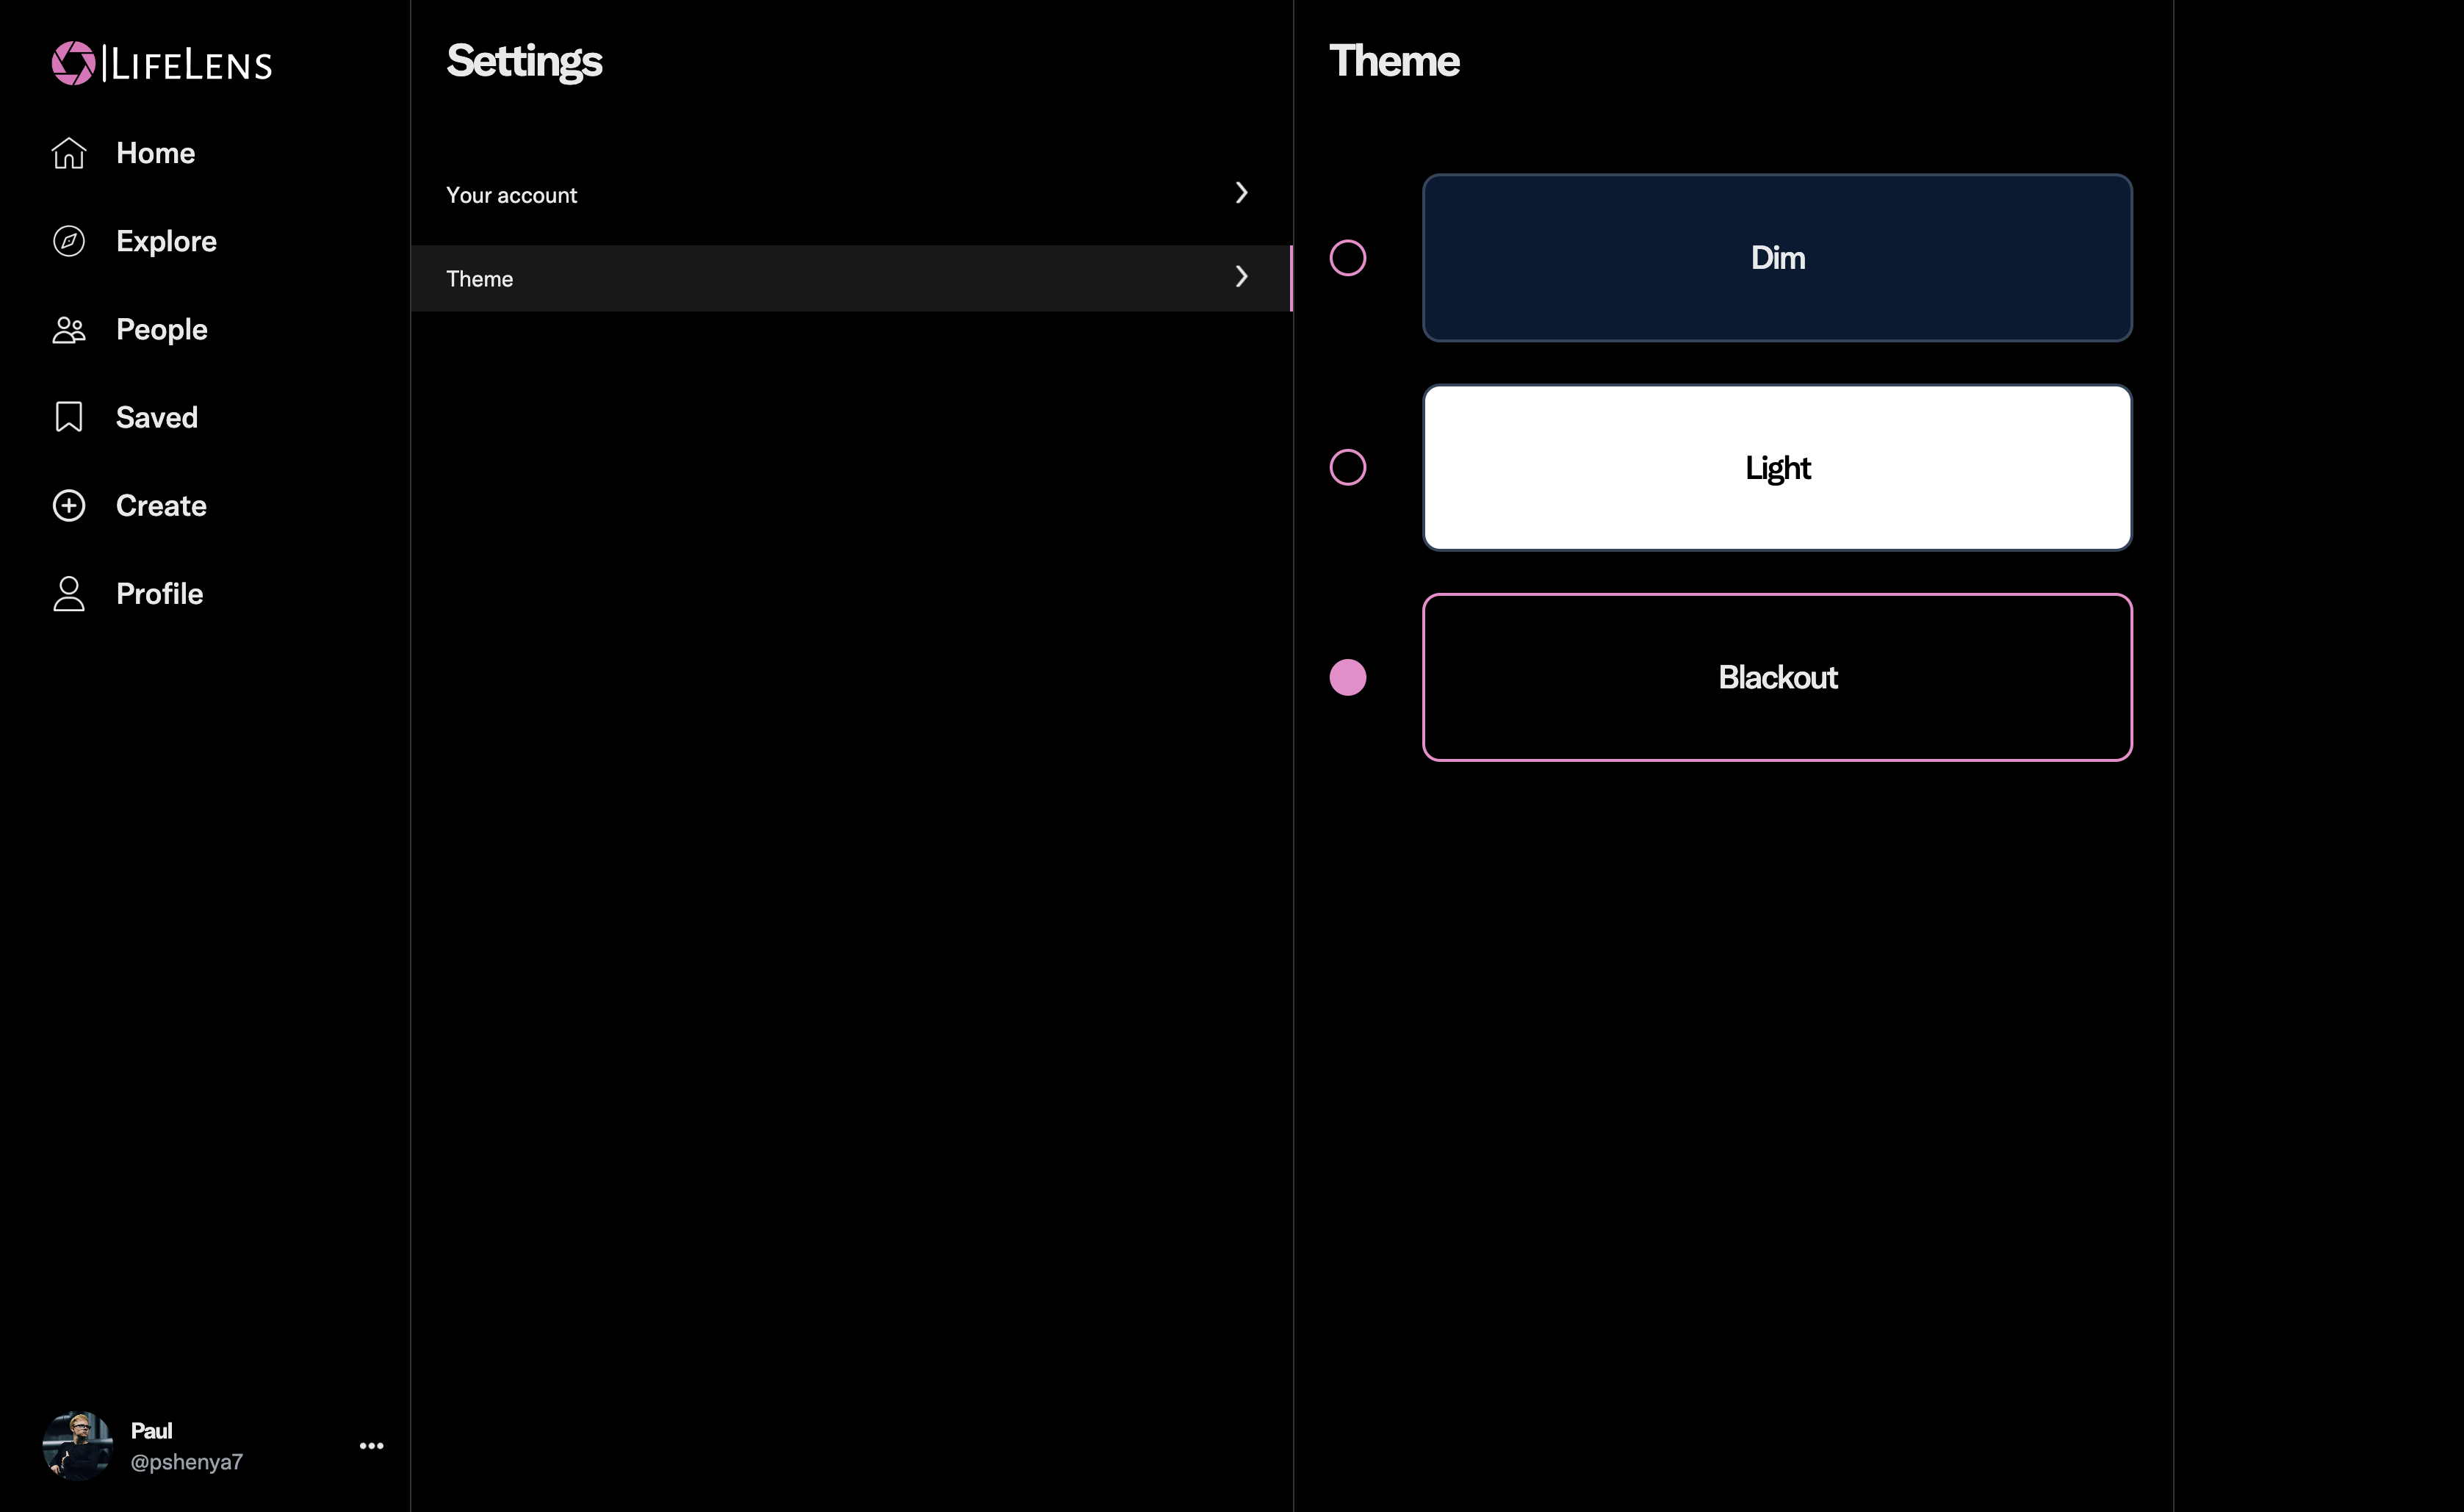 LIFELENS
Home
Explore
People
Saved
Create
Profile
Paul
@pshenya7
Settings
Your account
Theme
Theme
Dim
Light
Blackout